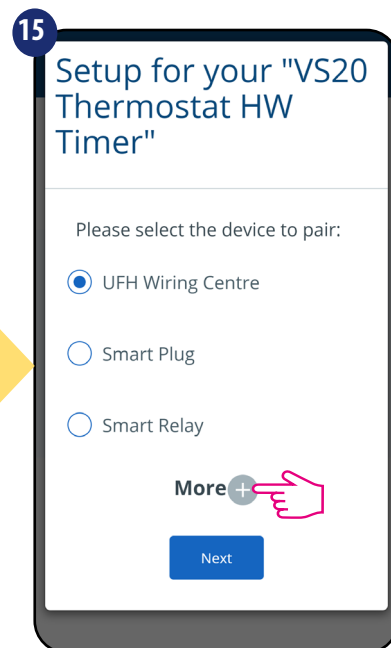 15
Setup for your "VS20
Thermostat HW
Timer"
Please select the device to pair:
UFH Wiring Centre
Smart Plug
Smart Relay
More +
Next